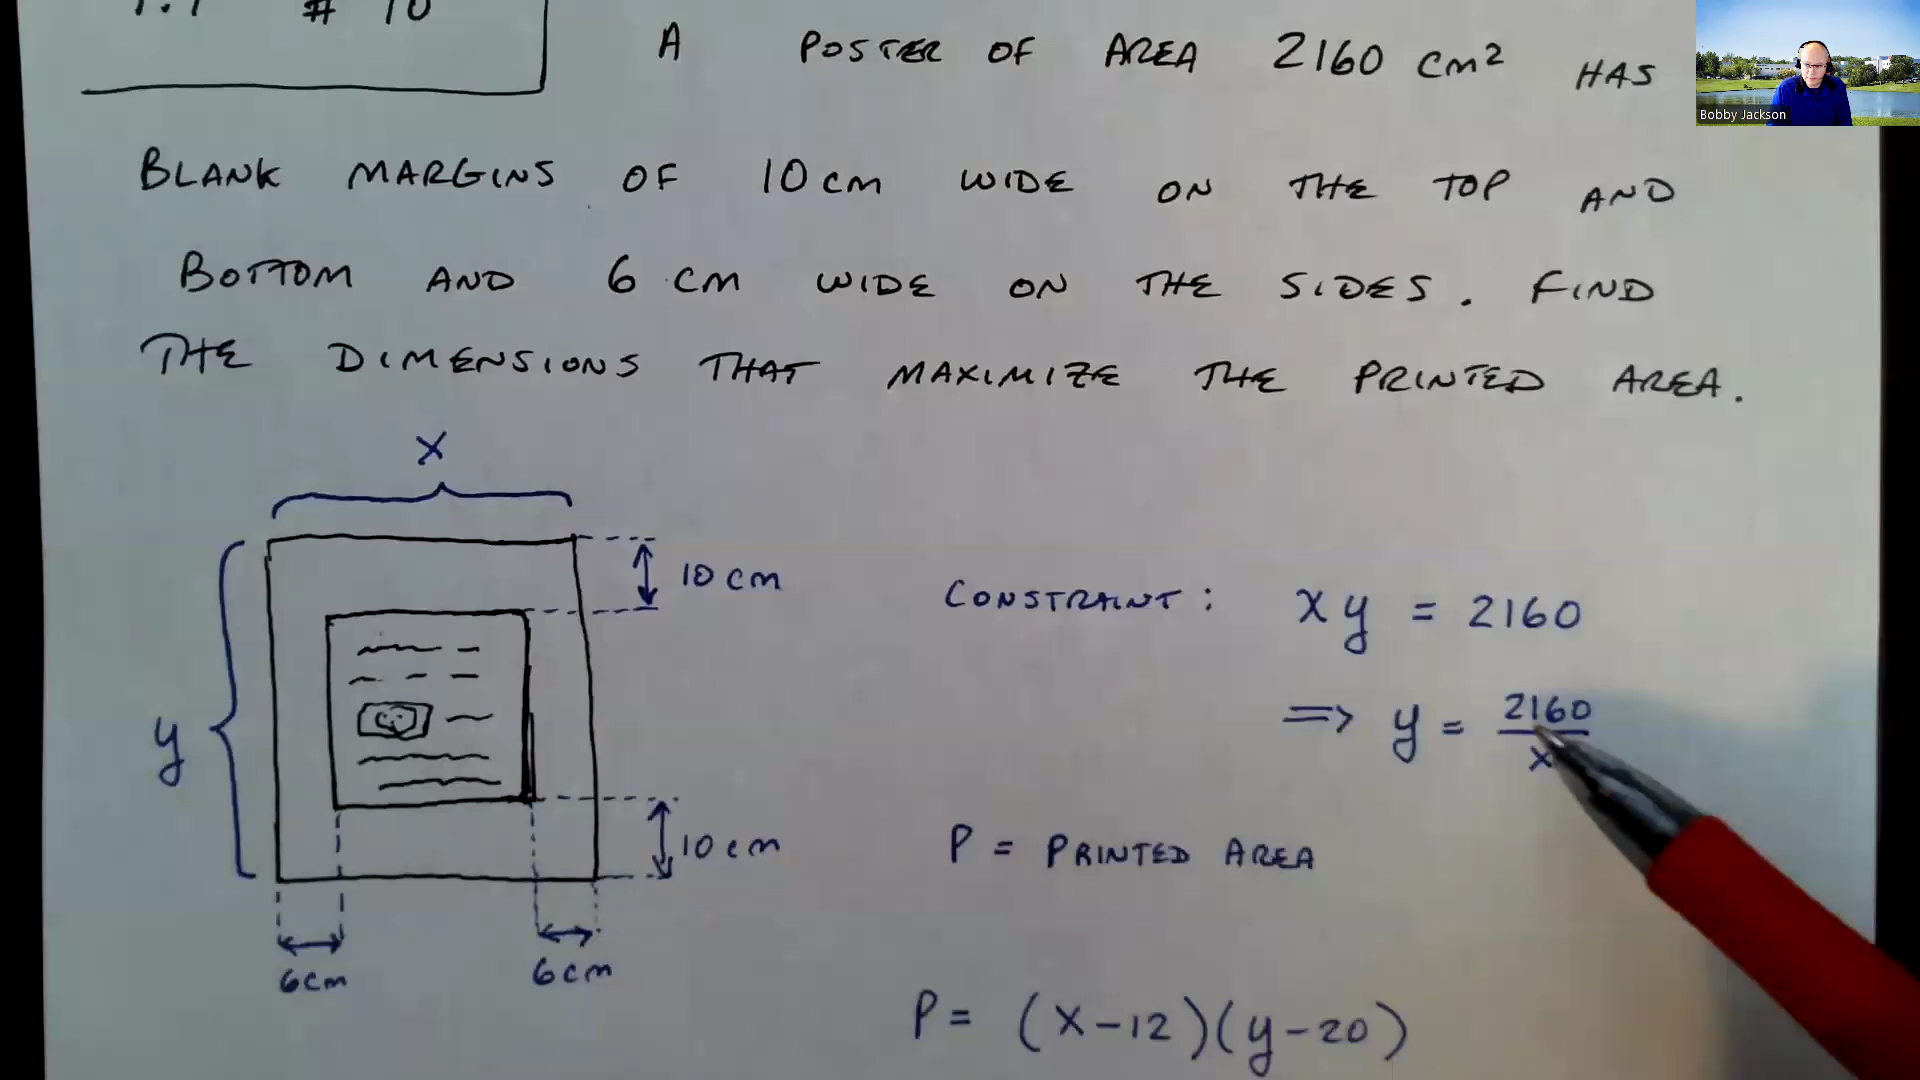 # 10
A POSTER OF AREA 2160 cm² HAS
Bobby Jackson
BLANK MARGINS OF 10 cm WIDE ON THE TOP AND
BOTTOM AND 6 cm WIDE ON THE SIDES. FIND
THE DIMENSIONS THAT MAXIMIZE THE PRINTED AREA.
x
10 cm
CONSTRAINT: xy = 2160
y
=> y = 2160/x
10 cm
P = PRINTED AREA
6cm
6cm
P = (x-12)(y-20)